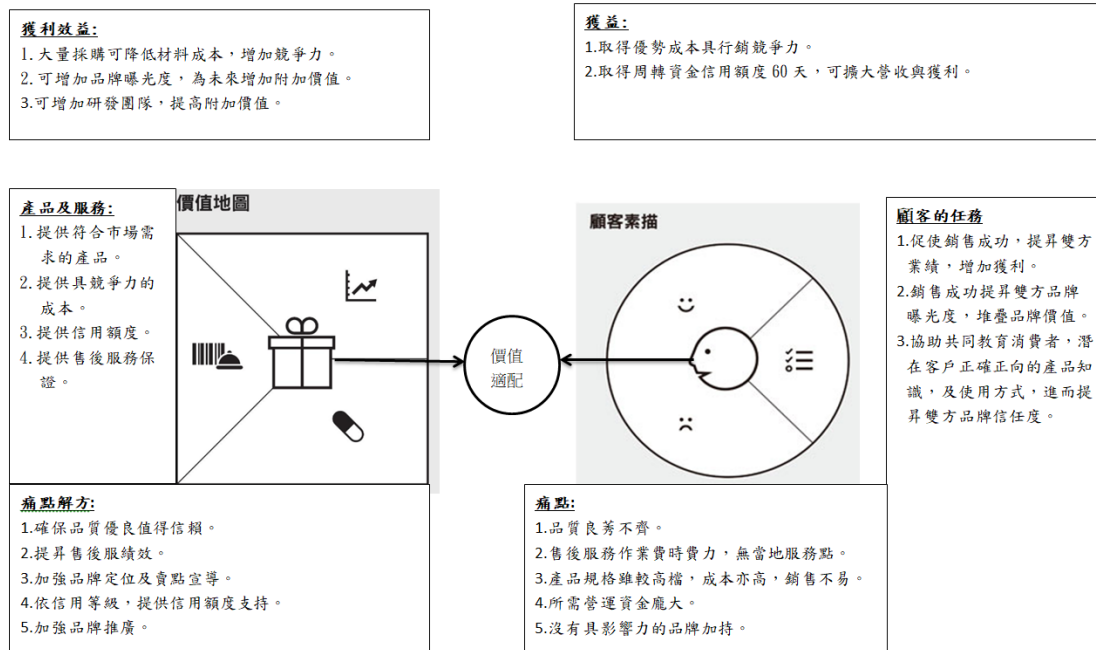 獲利效益:
1.大量採購可降低材料成本，增加競爭力。
2.可增加品牌曝光度，為未來增加附加價值。
3.可增加研發團隊，提高附加價值。
獲益:
1.取得優勢成本具行銷競爭力。
2.取得周轉資金信用額度 60 天，可擴大營收與獲利。
產品及服務:
1.提供符合市場需
求的產品。
2.提供具競爭力的
成本。
3.提供信用額度。
4.提供售後服務保
證。
價值地圖
價值
適配
顧客素描
顧客的任務
1.促使銷售成功，提昇雙方
業績，增加獲利。
2.銷售成功提昇雙方品牌
曝光度，堆疊品牌價值。
3.協助共同教育消費者，潛
在客戶正確正向的產品知
識，及使用方式，進而提
昇雙方品牌信任度。
痛點解方:
1.確保品質優良值得信賴。
2.提昇售後服績效。
3.加強品牌定位及賣點宣導。
4.依信用等級，提供信用額度支持。
5.加強品牌推廣。
痛點:
1.品質良莠不齊。
2.售後服務作業費時費力，無當地服務點。
3.產品規格雖較高檔，成本亦高，銷售不易。
4.所需營運資金龐大。
5.沒有具影響力的品牌加持。